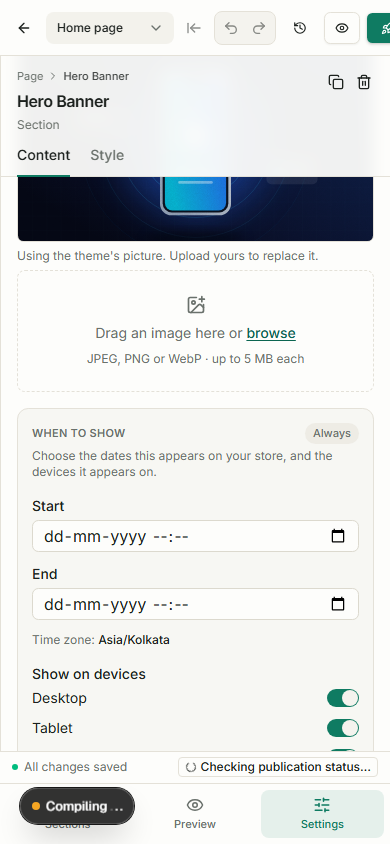 Home page
Page > Hero Banner
Hero Banner
Section
Content Style
Using the theme's picture. Upload yours to replace it.
Drag an image here or browse
JPEG, PNG or WebP · up to 5 MB each
WHEN TO SHOW Always
Choose the dates this appears on your store, and the
devices it appears on.
Start
dd-mm-yyyy --:--
End
dd-mm-yyyy --:--
Time zone: Asia/Kolkata
Show on devices
Desktop
Tablet
All changes saved Checking publication status...
Compiling ...
Sections Preview Settings